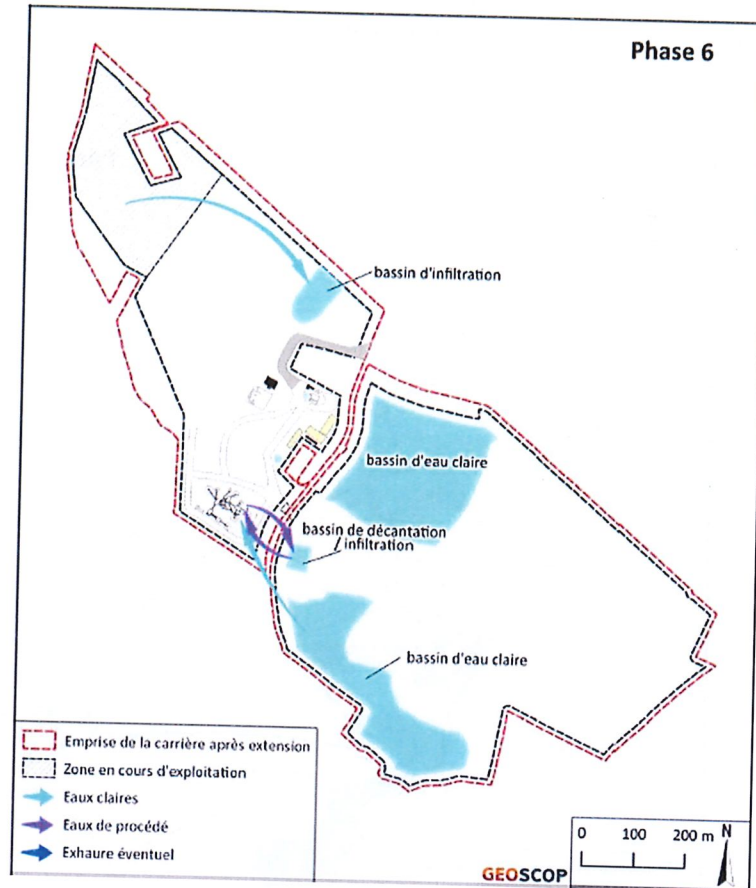 Phase 6
bassin d'infiltration
bassin d'eau claire
bassin de décantation
/ infiltration
bassin d'eau claire
Emprise de la carrière après extension
Zone en cours d'exploitation
Eaux claires
Eaux de procédé
Exhaure éventuel
0 100 200 m N
GEOSCOP